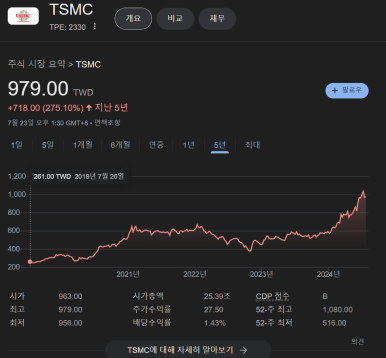 TSMC
TPE: 2330
개요
비교
재무
주식 시장 요약 > TSMC
979.00 TWD
+718.00 (275.10%) 지난 5년
7월 23일 오후 1:30 GMT+8 • 면책조항
+ 팔로우
1일 5일 1개월 6개월 연중 1년 5년 최대
261.00 TWD 2019년 7월 26일
1,200
1,000
800
600
400
200
2021년 2022년 2023년 2024년
시가 963.00 시가총액 25.39조 CDP 점수 B
최고 979.00 주가수익률 27.50 52-주 최고 1,080.00
최저 956.00 배당수익률 1.43% 52-주 최저 516.00
의견
TSMC에 대해 자세히 알아보기 →